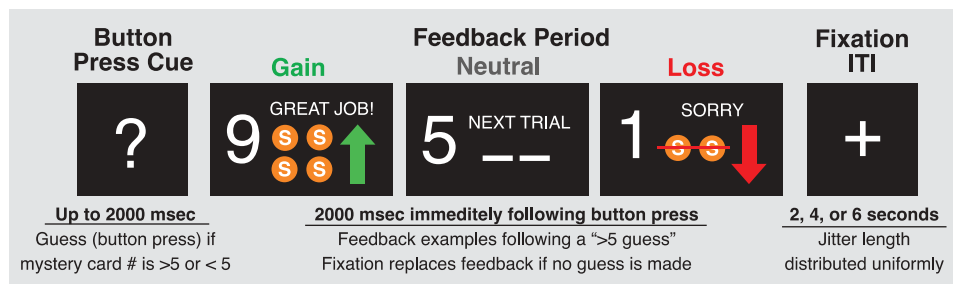 Button
Press Cue
Feedback Period
Fixation
ITI
Gain
Neutral
Loss
?
9
GREAT JOB!
S S
S S
5
NEXT TRIAL
_ _
1
SORRY
S S
+
Up to 2000 msec
Guess (button press) if
mystery card # is >5 or < 5
2000 msec immeditely following button press
Feedback examples following a “>5 guess”
Fixation replaces feedback if no guess is made
2, 4, or 6 seconds
Jitter length
distributed uniformly